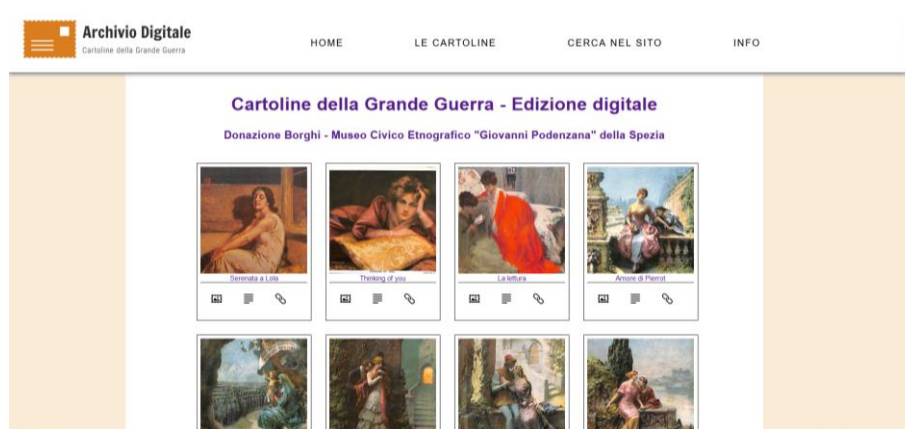 Archivio Digitale
Cartoline della Grande Guerra
HOME LE CARTOLINE CERCA NEL SITO INFO
Cartoline della Grande Guerra - Edizione digitale
Donazione Borghi - Museo Civico Etnografico "Giovanni Podenzana" della Spezia
Serenata a Lola
Thinking of you
La lettura
Amore di Pierrot